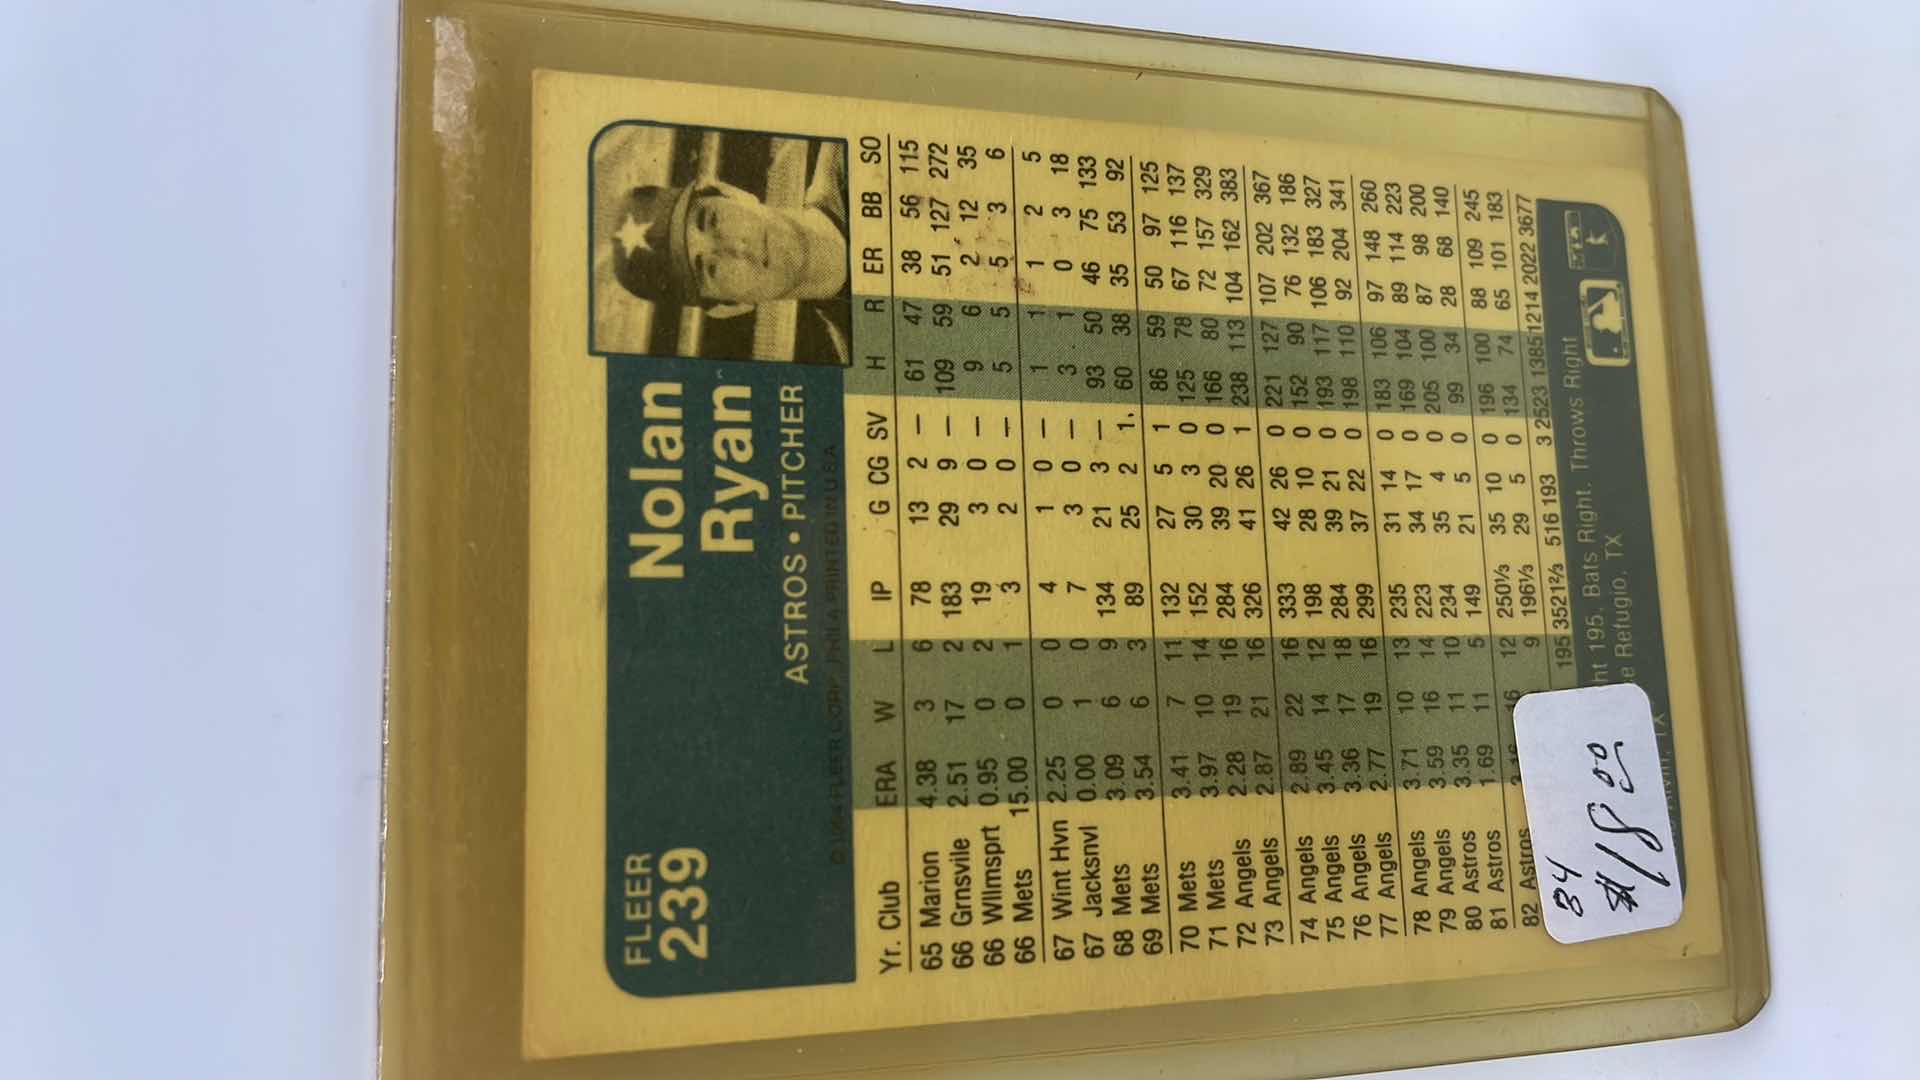 FLEER
239
Nolan
Ryan
ASTROS • PITCHER
Yr. Club ERA W L IP G CG SV H R ER BB SO
65 Marion 4.38 3 6 78 13 2 — 61 47 38 56 115
66 Grnsvile 2.51 17 2 183 29 9 — 109 59 51 127 272
66 Wllmsprt 0.95 0 2 19 3 0 — 9 6 2 12 35
66 Mets 15.00 0 1 3 2 0 — 5 5 5 3 6
67 Wint Hvn 2.25 0 0 4 1 0 — 1 1 1 2 5
67 Jacksnvl 0.00 1 0 7 3 0 — 3 1 0 3 18
68 Mets 3.09 6 9 134 21 3 — 93 50 46 75 133
69 Mets 3.54 6 3 89 25 2 1. 60 38 35 53 92
70 Mets 3.41 7 11 132 27 5 1 86 59 50 97 125
71 Mets 3.97 10 14 152 30 3 0 125 78 67 116 137
72 Angels 2.28 19 16 284 39 20 0 166 80 72 157 329
73 Angels 2.87 21 16 326 41 26 1 238 113 104 162 383
74 Angels 2.89 22 16 333 42 26 0 221 127 107 202 367
75 Angels 3.45 14 12 198 28 10 0 152 90 76 132 186
76 Angels 3.36 17 18 284 39 21 0 193 117 106 183 327
77 Angels 2.77 19 16 299 37 22 0 198 110 92 204 341
78 Angels 3.71 10 13 235 31 14 0 183 106 97 148 260
79 Angels 3.59 16 14 223 34 17 0 169 104 89 114 223
80 Astros 3.35 11 10 234 35 4 0 205 100 87 98 200
81 Astros 1.69 11 5 149 21 5 0 99 34 28 68 140
82 Astros 16 12 250⅓ 35 10 0 196 100 88 109 245
9 196⅓ 29 5 0 134 74 65 101 183
195 3521⅔ 516 193 3 2523 1385 1214 2022 3677
ht 195. Bats Right. Throws Right
e Refugio, TX
84
$18.00